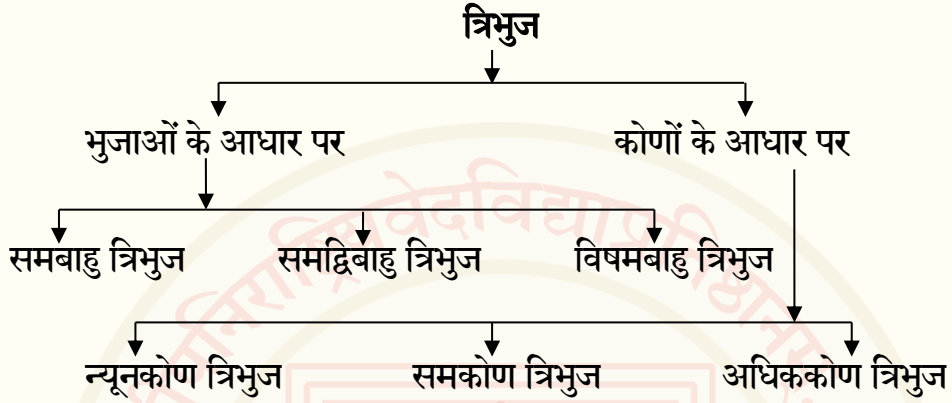 त्रिभुज
भुजाओं के आधार पर कोणों के आधार पर
समबाहु त्रिभुज समद्विबाहु त्रिभुज विषमबाहु त्रिभुज
न्यूनकोण त्रिभुज समकोण त्रिभुज अधिककोण त्रिभुज